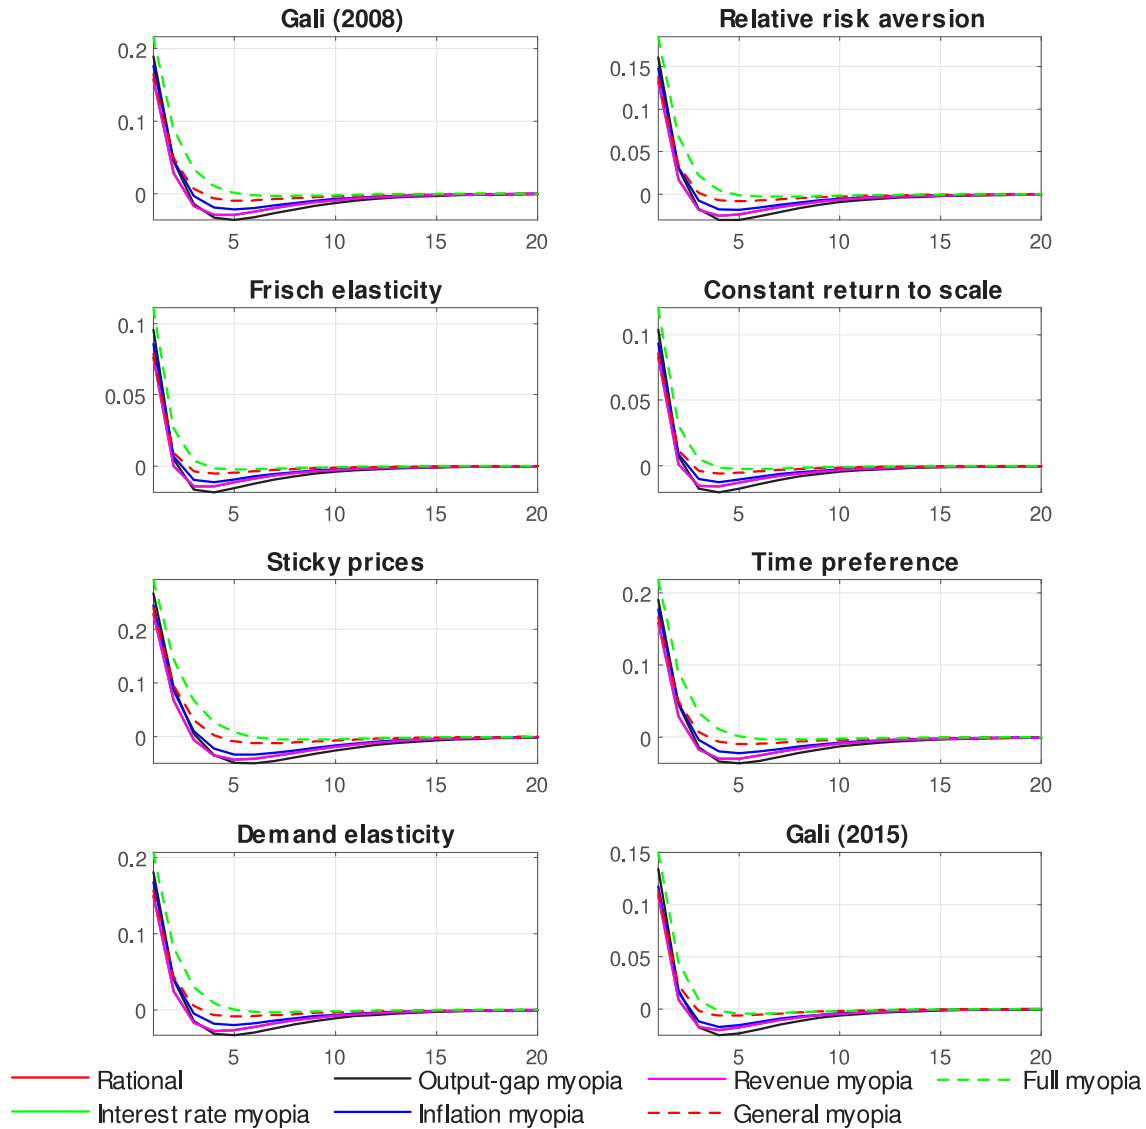 Gali (2008)
Relative risk aversion
0.2
0.1
0
5 10 15 20
0.15
0.1
0.05
0
5 10 15 20
Frisch elasticity
Constant return to scale
0.1
0.05
0
5 10 15 20
0.1
0.05
0
5 10 15 20
Sticky prices
Time preference
0.2
0.1
0
5 10 15 20
0.2
0.1
0
5 10 15 20
Demand elasticity
Gali (2015)
0.2
0.1
0
5 10 15 20
0.15
0.1
0.05
0
5 10 15 20
Rational Output-gap myopia Revenue myopia Full myopia
Interest rate myopia Inflation myopia General myopia